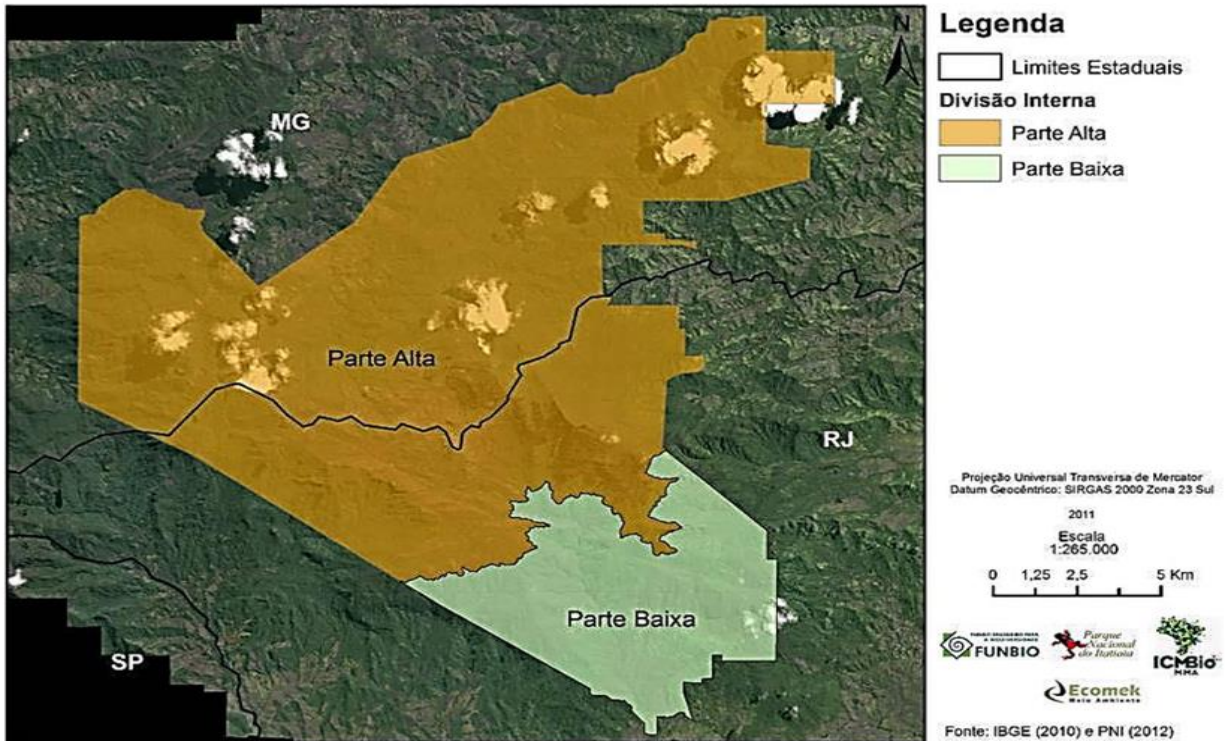 MG
N
Parte Alta
RJ
Parte Baixa
SP
Legenda
Limites Estaduais
Divisão Interna
Parte Alta
Parte Baixa
Projeção Universal Transversa de Mercator
Datum Geocêntrico: SIRGAS 2000 Zona 23 Sul
2011
Escala
1:265.000
0 1,25 2,5 5 Km
FUNBIO
Parque
Nacional
do Itatiaia
ICMBio
MMA
Ecomek
Meio Ambiente
Fonte: IBGE (2010) e PNI (2012)